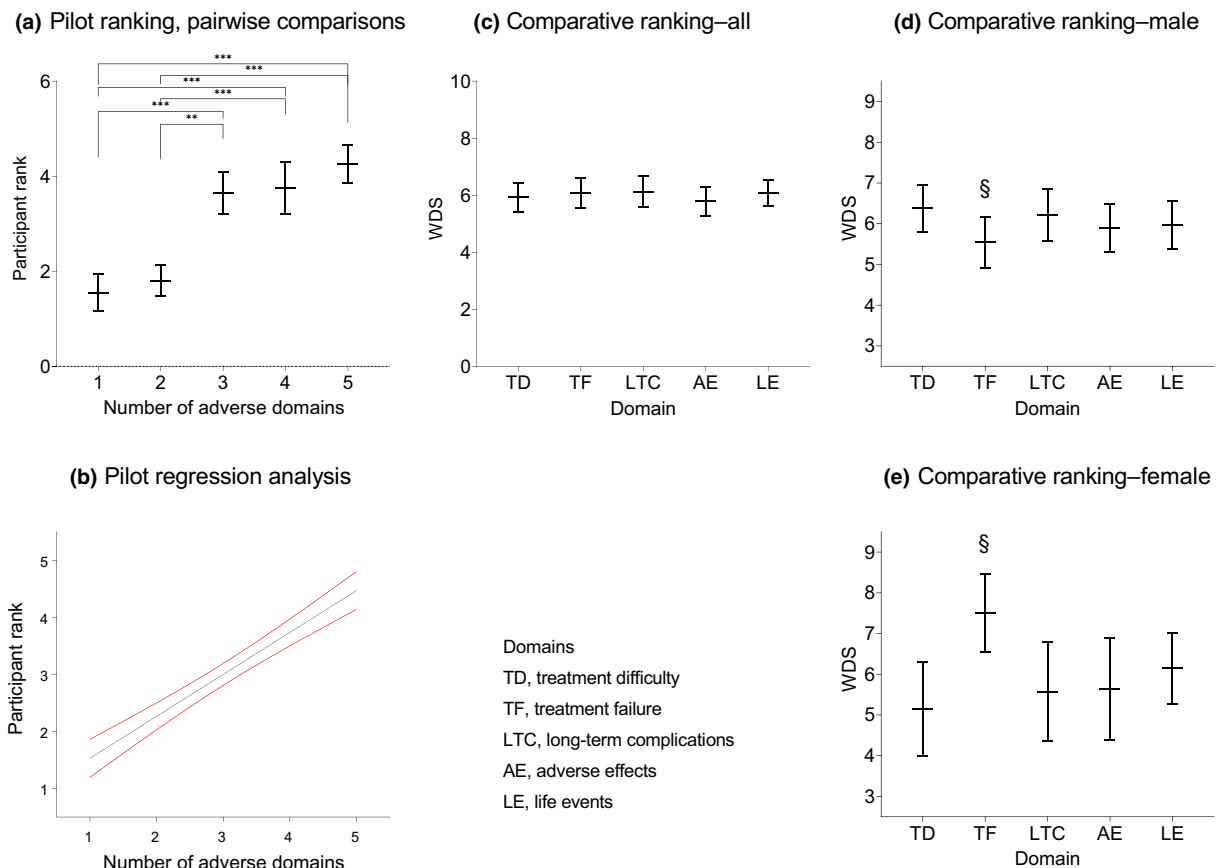 (a) Pilot ranking, pairwise comparisons
***
***
***
***
***
**
6
4
2
0
Participant rank
1 2 3 4 5
Number of adverse domains
(c) Comparative ranking–all
10
8
6
4
2
0
WDS
TD TF LTC AE LE
Domain
(d) Comparative ranking–male
9
8
7
6
5
4
3
WDS
§
TD TF LTC AE LE
Domain
(b) Pilot regression analysis
5
4
3
2
1
Participant rank
1 2 3 4 5
Number of adverse domains
Domains
TD, treatment difficulty
TF, treatment failure
LTC, long-term complications
AE, adverse effects
LE, life events
(e) Comparative ranking–female
9
8
7
6
5
4
3
WDS
§
TD TF LTC AE LE
Domain